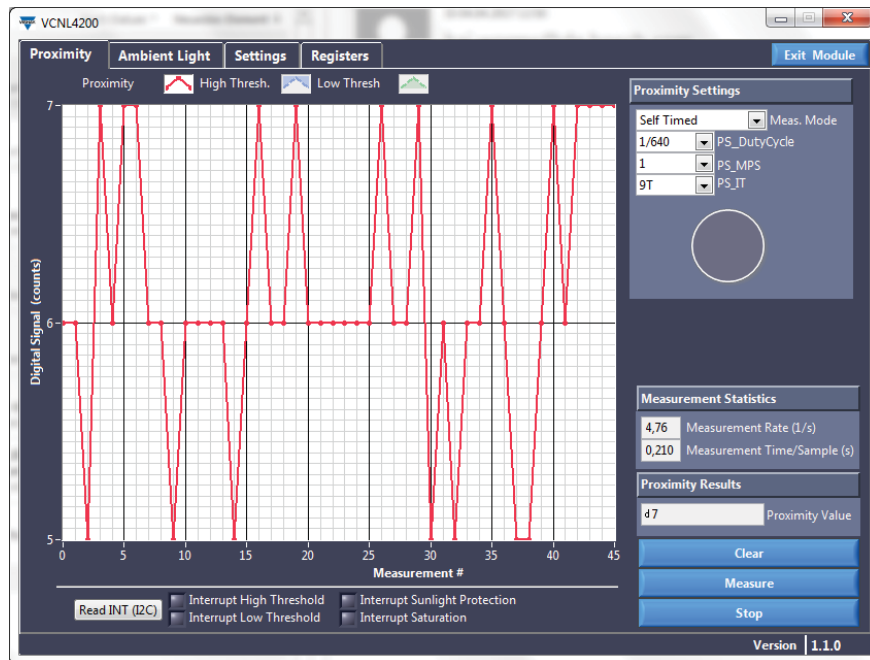 VCNL4200
Proximity Ambient Light Settings Registers Exit Module
Proximity High Thresh. Low Thresh
Digital Signal (counts)
7
6
5
0 5 10 15 20 25 30 35 40 45
Measurement #
Read INT (I2C)
Interrupt High Threshold Interrupt Sunlight Protection
Interrupt Low Threshold Interrupt Saturation
Proximity Settings
Self Timed Meas. Mode
1/640 PS_DutyCycle
1 PS_MPS
9T PS_IT
Measurement Statistics
4,76 Measurement Rate (1/s)
0,210 Measurement Time/Sample (s)
Proximity Results
d7 Proximity Value
Clear
Measure
Stop
Version 1.1.0